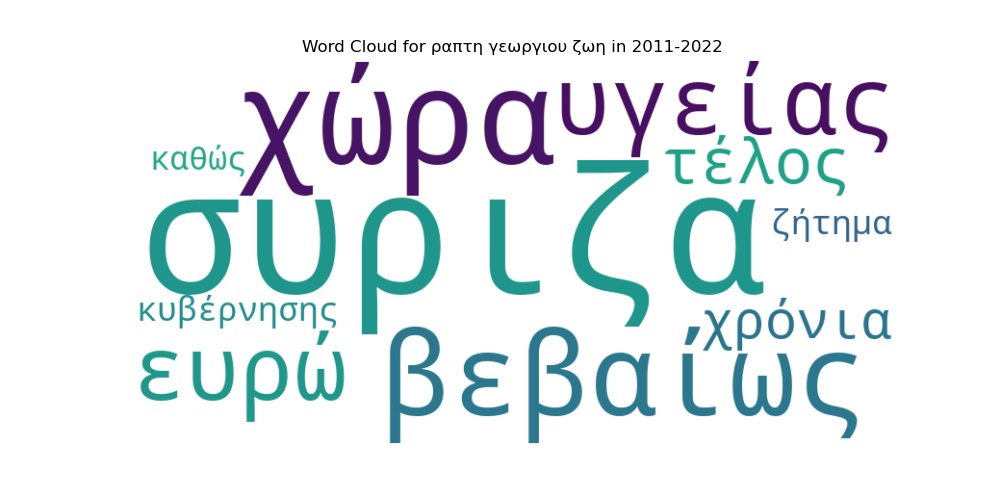 Word Cloud for ραπτη γεωργιου ζωη in 2011-2022
χώρα υγείας
καθώς τέλος
συριζα ζήτημα
κυβέρνησης χρόνια
ευρώ βεβαίως